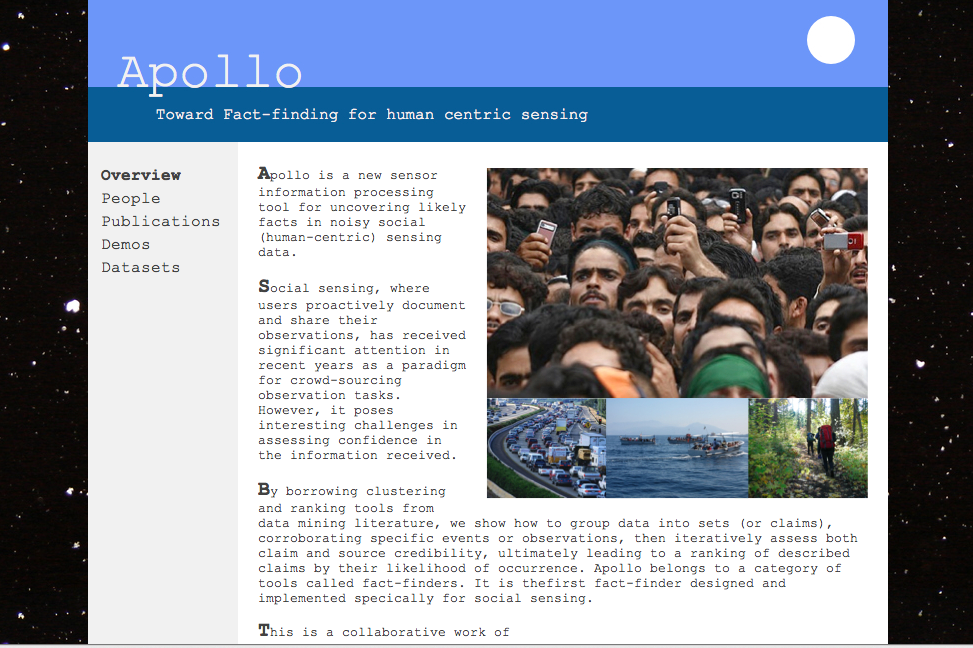 Apollo
Toward Fact-finding for human centric sensing
Overview
People
Publications
Demos
Datasets
Apollo is a new sensor
information processing
tool for uncovering likely
facts in noisy social
(human-centric) sensing
data.
Social sensing, where
users proactively document
and share their
observations, has received
significant attention in
recent years as a paradigm
for crowd-sourcing
observation tasks.
However, it poses
interesting challenges in
assessing confidence in
the information received.
By borrowing clustering
and ranking tools from
data mining literature, we show how to group data into sets (or claims),
corroborating specific events or observations, then iteratively assess both
claim and source credibility, ultimately leading to a ranking of described
claims by their likelihood of occurrence. Apollo belongs to a category of
tools called fact-finders. It is thefirst fact-finder designed and
implemented specically for social sensing.
This is a collaborative work of